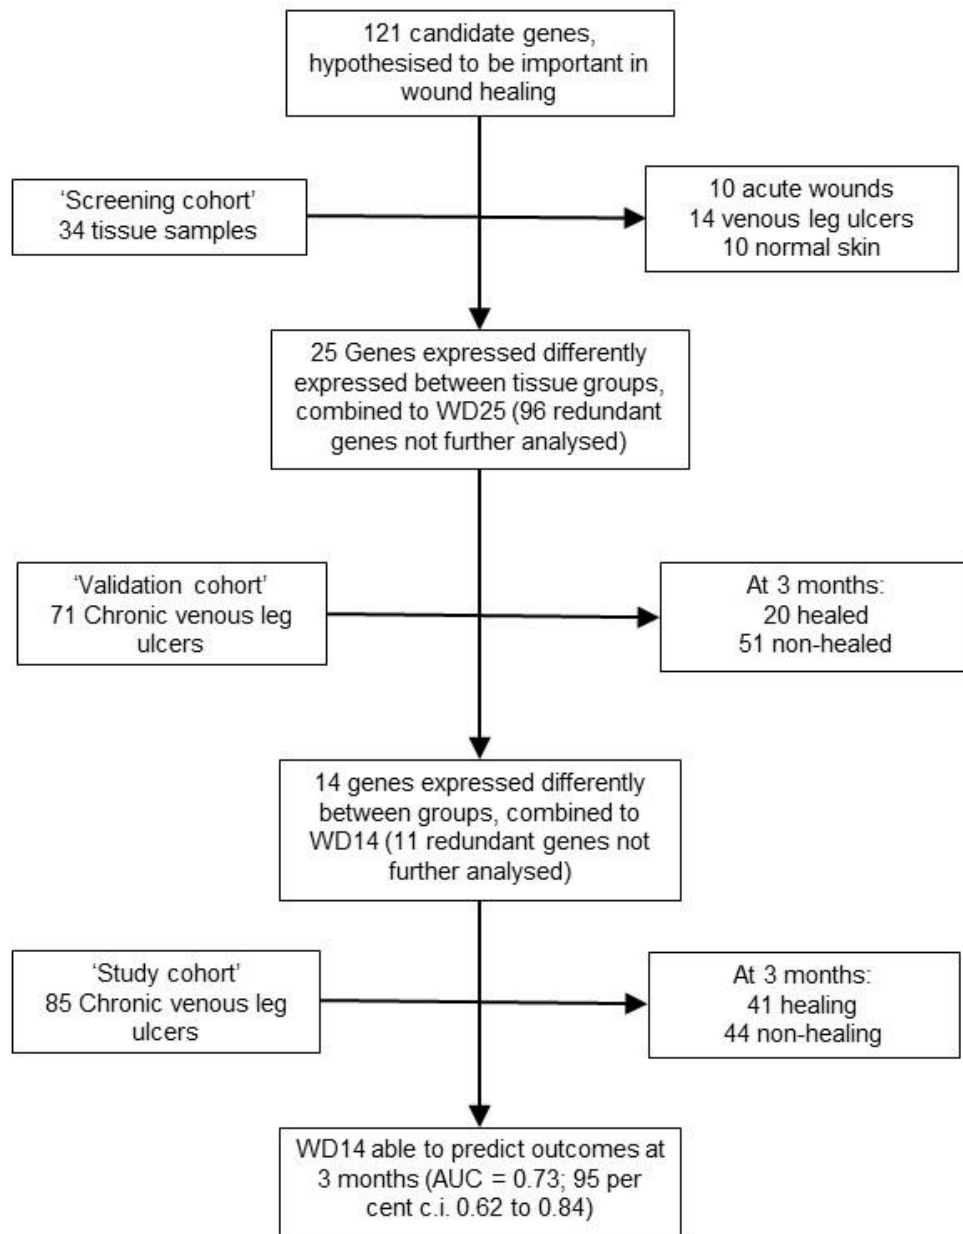 121 candidate genes,
hypothesised to be important in
wound healing
‘Screening cohort’
34 tissue samples
10 acute wounds
14 venous leg ulcers
10 normal skin
25 Genes expressed differently
expressed between tissue groups,
combined to WD25 (96 redundant
genes not further analysed)
‘Validation cohort’
71 Chronic venous leg
ulcers
At 3 months:
20 healed
51 non-healed
14 genes expressed differently
between groups, combined to
WD14 (11 redundant genes not
further analysed)
‘Study cohort’
85 Chronic venous leg
ulcers
At 3 months:
41 healing
44 non-healing
WD14 able to predict outcomes at
3 months (AUC = 0.73; 95 per
cent c.i. 0.62 to 0.84)